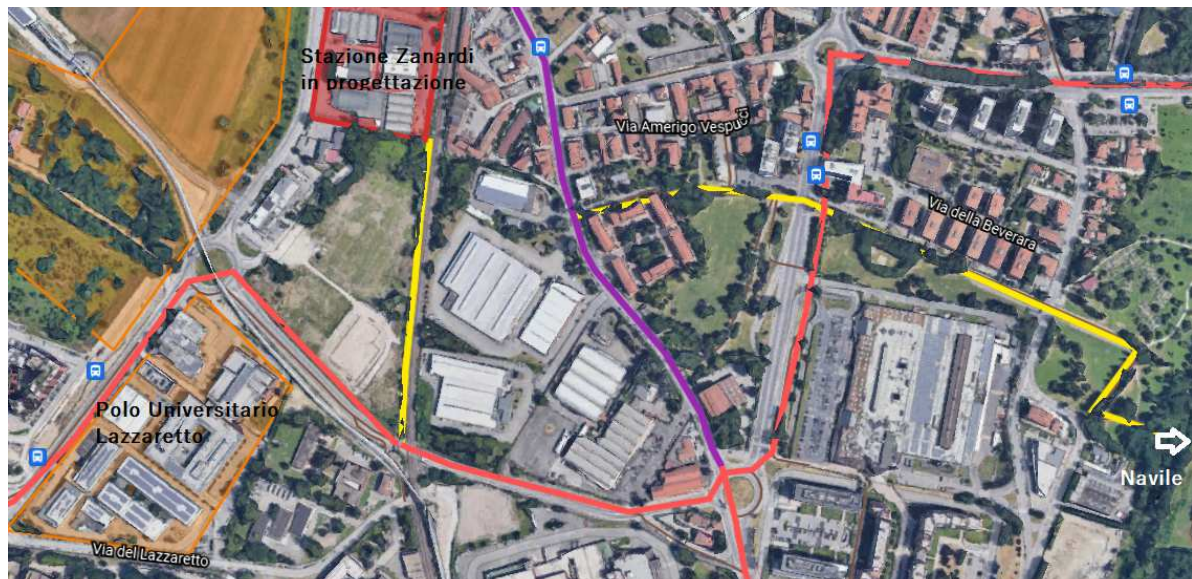 Stazione Zanardi
in progettazione
Via Amerigo Vespucci
Via della Beverara
Polo Universitario
Lazzaretto
Navile
Via del Lazzaretto